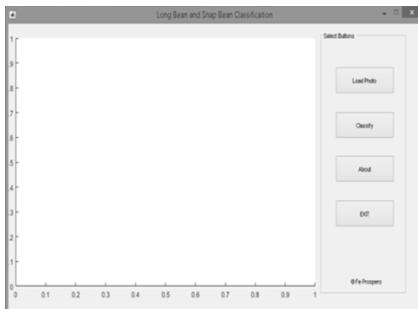 Long Bean and Snap Bean Classification
Select Buttons
Load Photo
Classify
About
EXIT
© Fe Prospero
1
.9
.8
.7
.6
.5
.4
.3
.2
.1
0
0 0.1 0.2 0.3 0.4 0.5 0.6 0.7 0.8 0.9 1